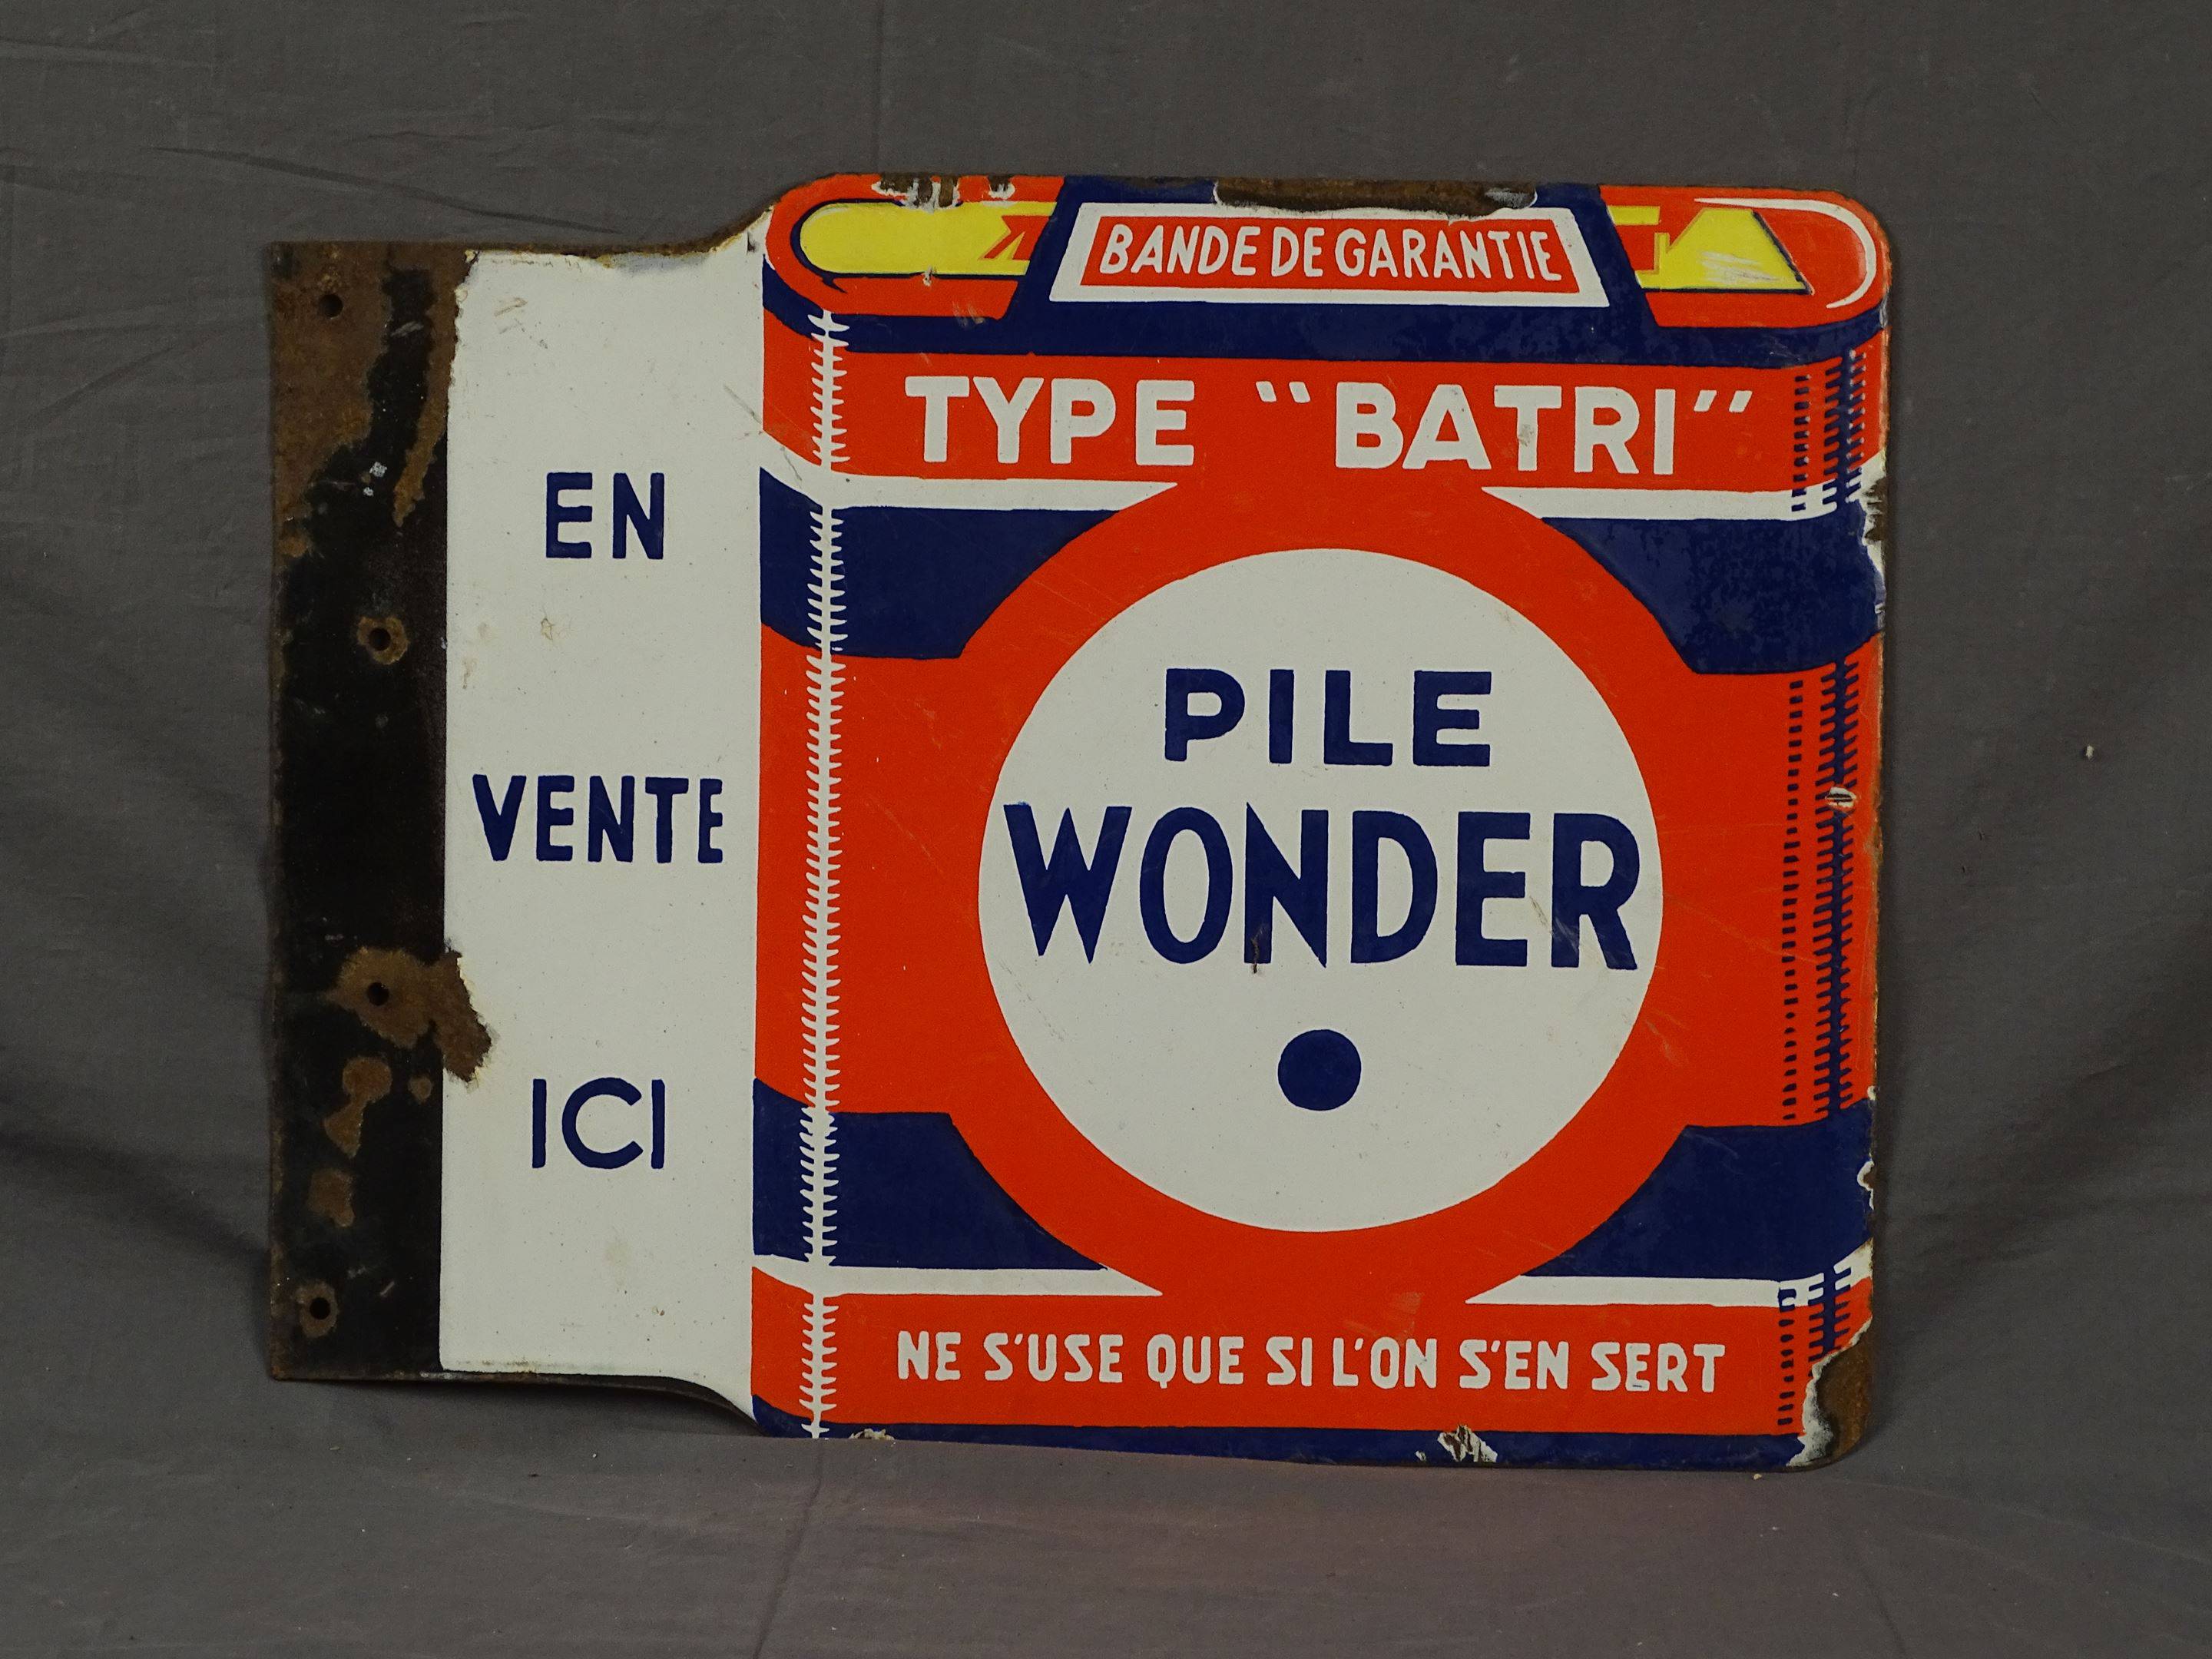 BANDE DE GARANTIE
TYPE "BATRI"
EN
VENTE
ICI
PILE
WONDER
NE S'USE QUE SI L'ON S'EN SERT